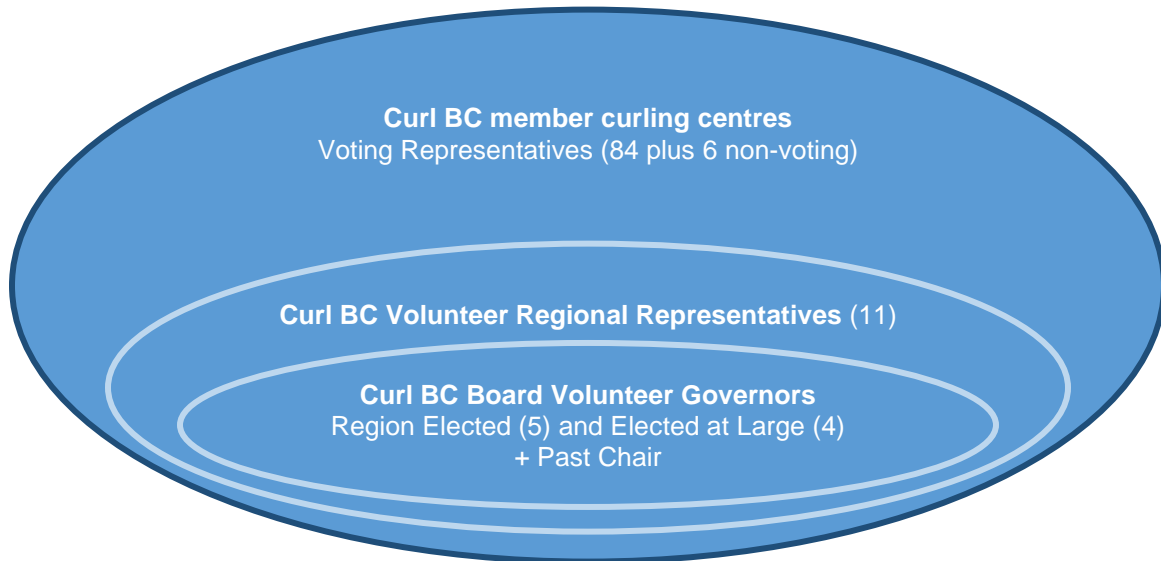 Curl BC member curling centres
Voting Representatives (84 plus 6 non-voting)
Curl BC Volunteer Regional Representatives (11)
Curl BC Board Volunteer Governors
Region Elected (5) and Elected at Large (4)
+ Past Chair